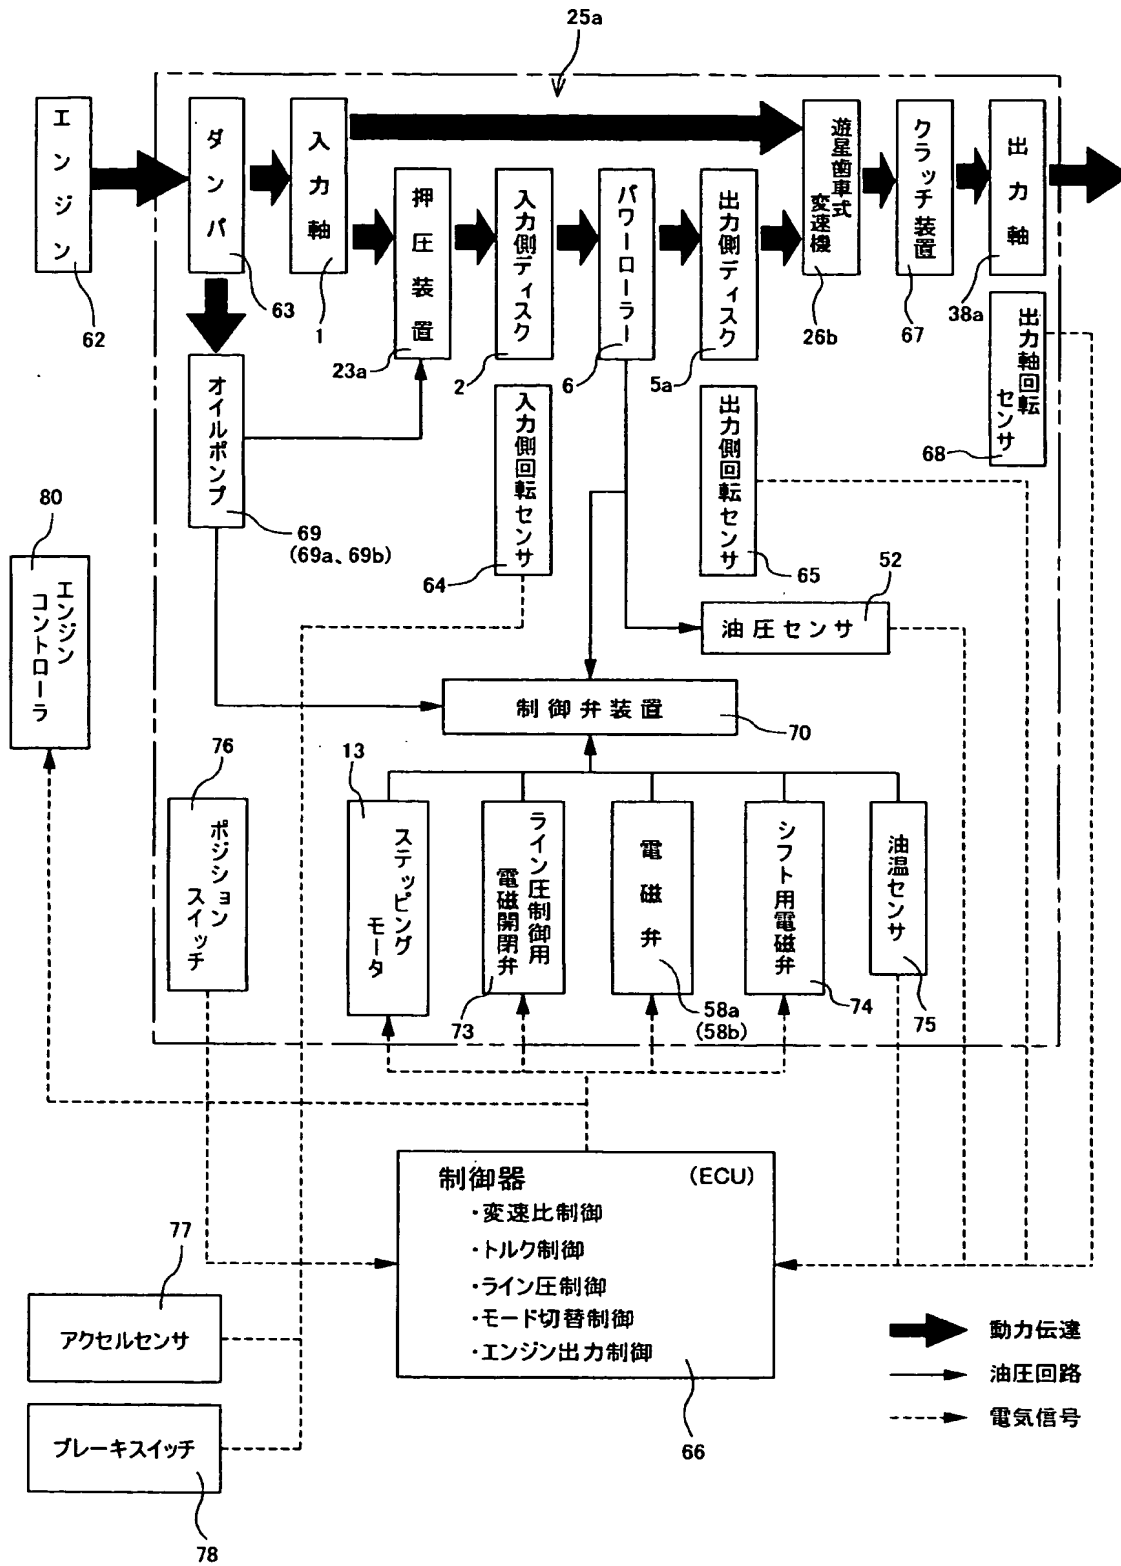 25a
エンジン
62
ダンパ
63
入力軸
1
押圧装置
23a
入力側ディスク
2
パワーローラー
6
出力側ディスク
5a
遊星歯車式
変速機
26b
クラッチ装置
67
出力軸
38a
出力軸回転
センサ
68
オイルポンプ
69
(69a、69b)
入力側回転センサ
64
出力側回転センサ
65
油圧センサ
52
80
エンジン
コントローラ
制御弁装置
70
76
ポジション
スイッチ
13
ステッピング
モータ
ライン圧制御用
電磁開閉弁
73
電磁弁
58a
(58b)
シフト用電磁弁
74
油温センサ
75
制御器 (ECU)
・変速比制御
・トルク制御
・ライン圧制御
・モード切替制御
・エンジン出力制御
66
77
アクセルセンサ
ブレーキスイッチ
78
動力伝達
油圧回路
電気信号